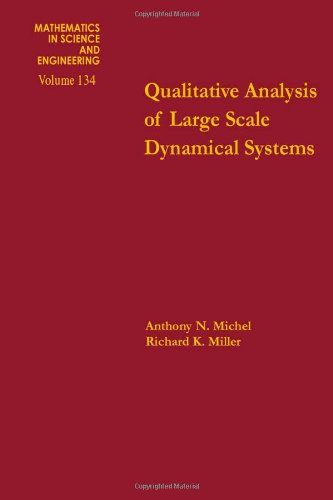 MATHEMATICS
IN SCIENCE
AND
ENGINEERING
Volume 134
Qualitative Analysis
of Large Scale
Dynamical Systems
Anthony N. Michel
Richard K. Miller